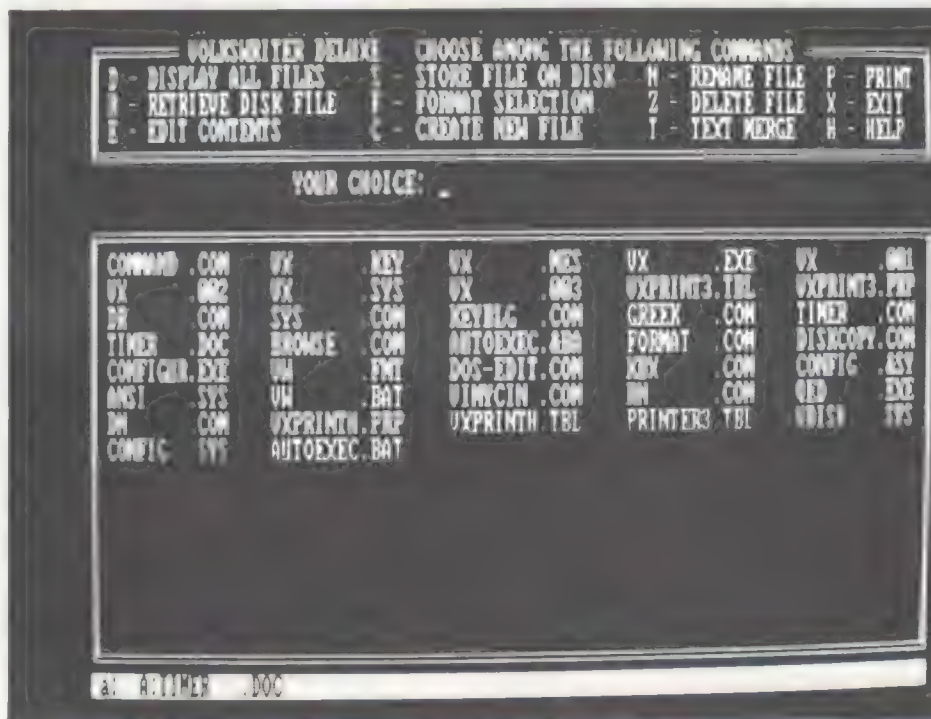 VOLKSWRITER DELUXE - CHOOSE AMONG THE FOLLOWING COMMANDS
D - DISPLAY ALL FILES S - STORE FILE ON DISK N - RENAME FILE P - PRINT
R - RETRIEVE DISK FILE F - FORMAT SELECTION Z - DELETE FILE X - EXIT
E - EDIT CONTENTS C - CREATE NEW FILE T - TEXT MERGE H - HELP
YOUR CHOICE: _
COMMAND .COM VX .KEY VX .MES VX .EXE VX .001
VX .002 VX .SYS VX .003 VXPRINT3.TBL VXPRINT3.PRP
.COM SYS .COM .COM GREEK .COM TIMER .COM
TIMER .DOC BROWSE .COM AUTOEXEC. FORMAT .COM DISKCOPY.COM
CONFIGUR.EXE VW .FMT DOS-EDIT.COM .COM CONFIG .ASY
ANSI .SYS VW .BAT .COM .COM .EXE
.COM VXPRINTH.PRP VXPRINTH.TBL PRINTER3.TBL VDISK .SYS
CONFIG .SYS AUTOEXEC.BAT
a: A:TIMER .DOC